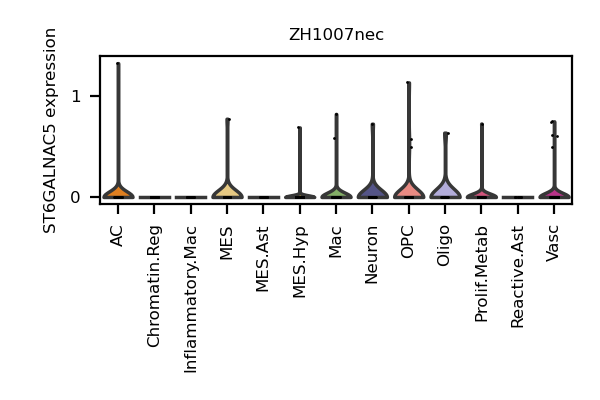 ZH1007nec
ST6GALNAC5 expression
1
0
AC
Chromatin.Reg
Inflammatory.Mac
MES
MES.Ast
MES.Hyp
Mac
Neuron
OPC
Oligo
Prolif.Metab
Reactive.Ast
Vasc